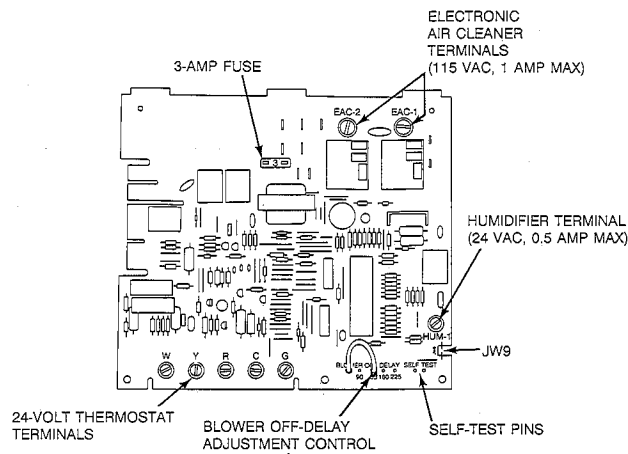 ELECTRONIC
AIR CLEANER
TERMINALS
(115 VAC, 1 AMP MAX)
3-AMP FUSE
EAC-2
EAC-1
3
HUMIDIFIER TERMINAL
(24 VAC, 0.5 AMP MAX)
HUM-1
JW9
W Y R C G
DELAY
SELF TEST
90
180 225
24-VOLT THERMOSTAT
TERMINALS
BLOWER OFF-DELAY
ADJUSTMENT CONTROL
SELF-TEST PINS